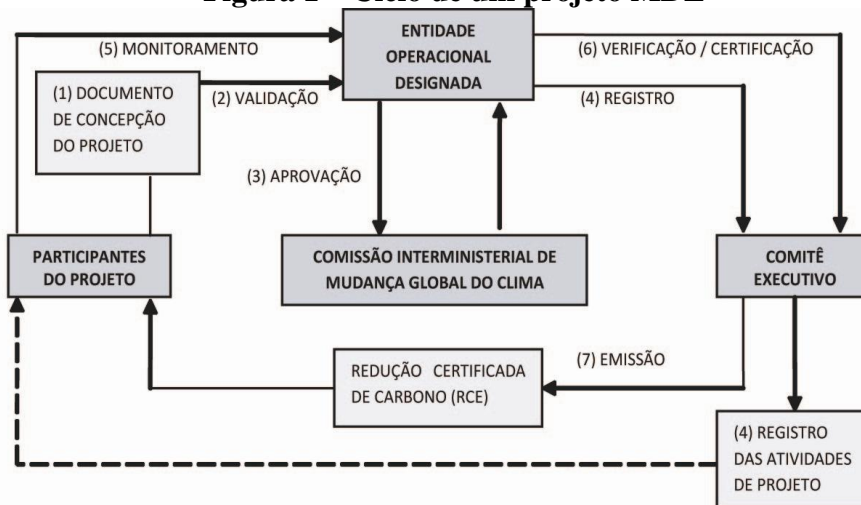 Figura 1 – Ciclo de um projeto MDL
(5) MONITORAMENTO
ENTIDADE
OPERACIONAL
DESIGNADA
(6) VERIFICAÇÃO / CERTIFICAÇÃO
(1) DOCUMENTO
DE CONCEPÇÃO
DO PROJETO
(2) VALIDAÇÃO
(4) REGISTRO
(3) APROVAÇÃO
PARTICIPANTES
DO PROJETO
COMISSÃO INTERMINISTERIAL DE
MUDANÇA GLOBAL DO CLIMA
COMITÊ
EXECUTIVO
REDUÇÃO CERTIFICADA
DE CARBONO (RCE)
(7) EMISSÃO
(4) REGISTRO
DAS ATIVIDADES
DE PROJETO